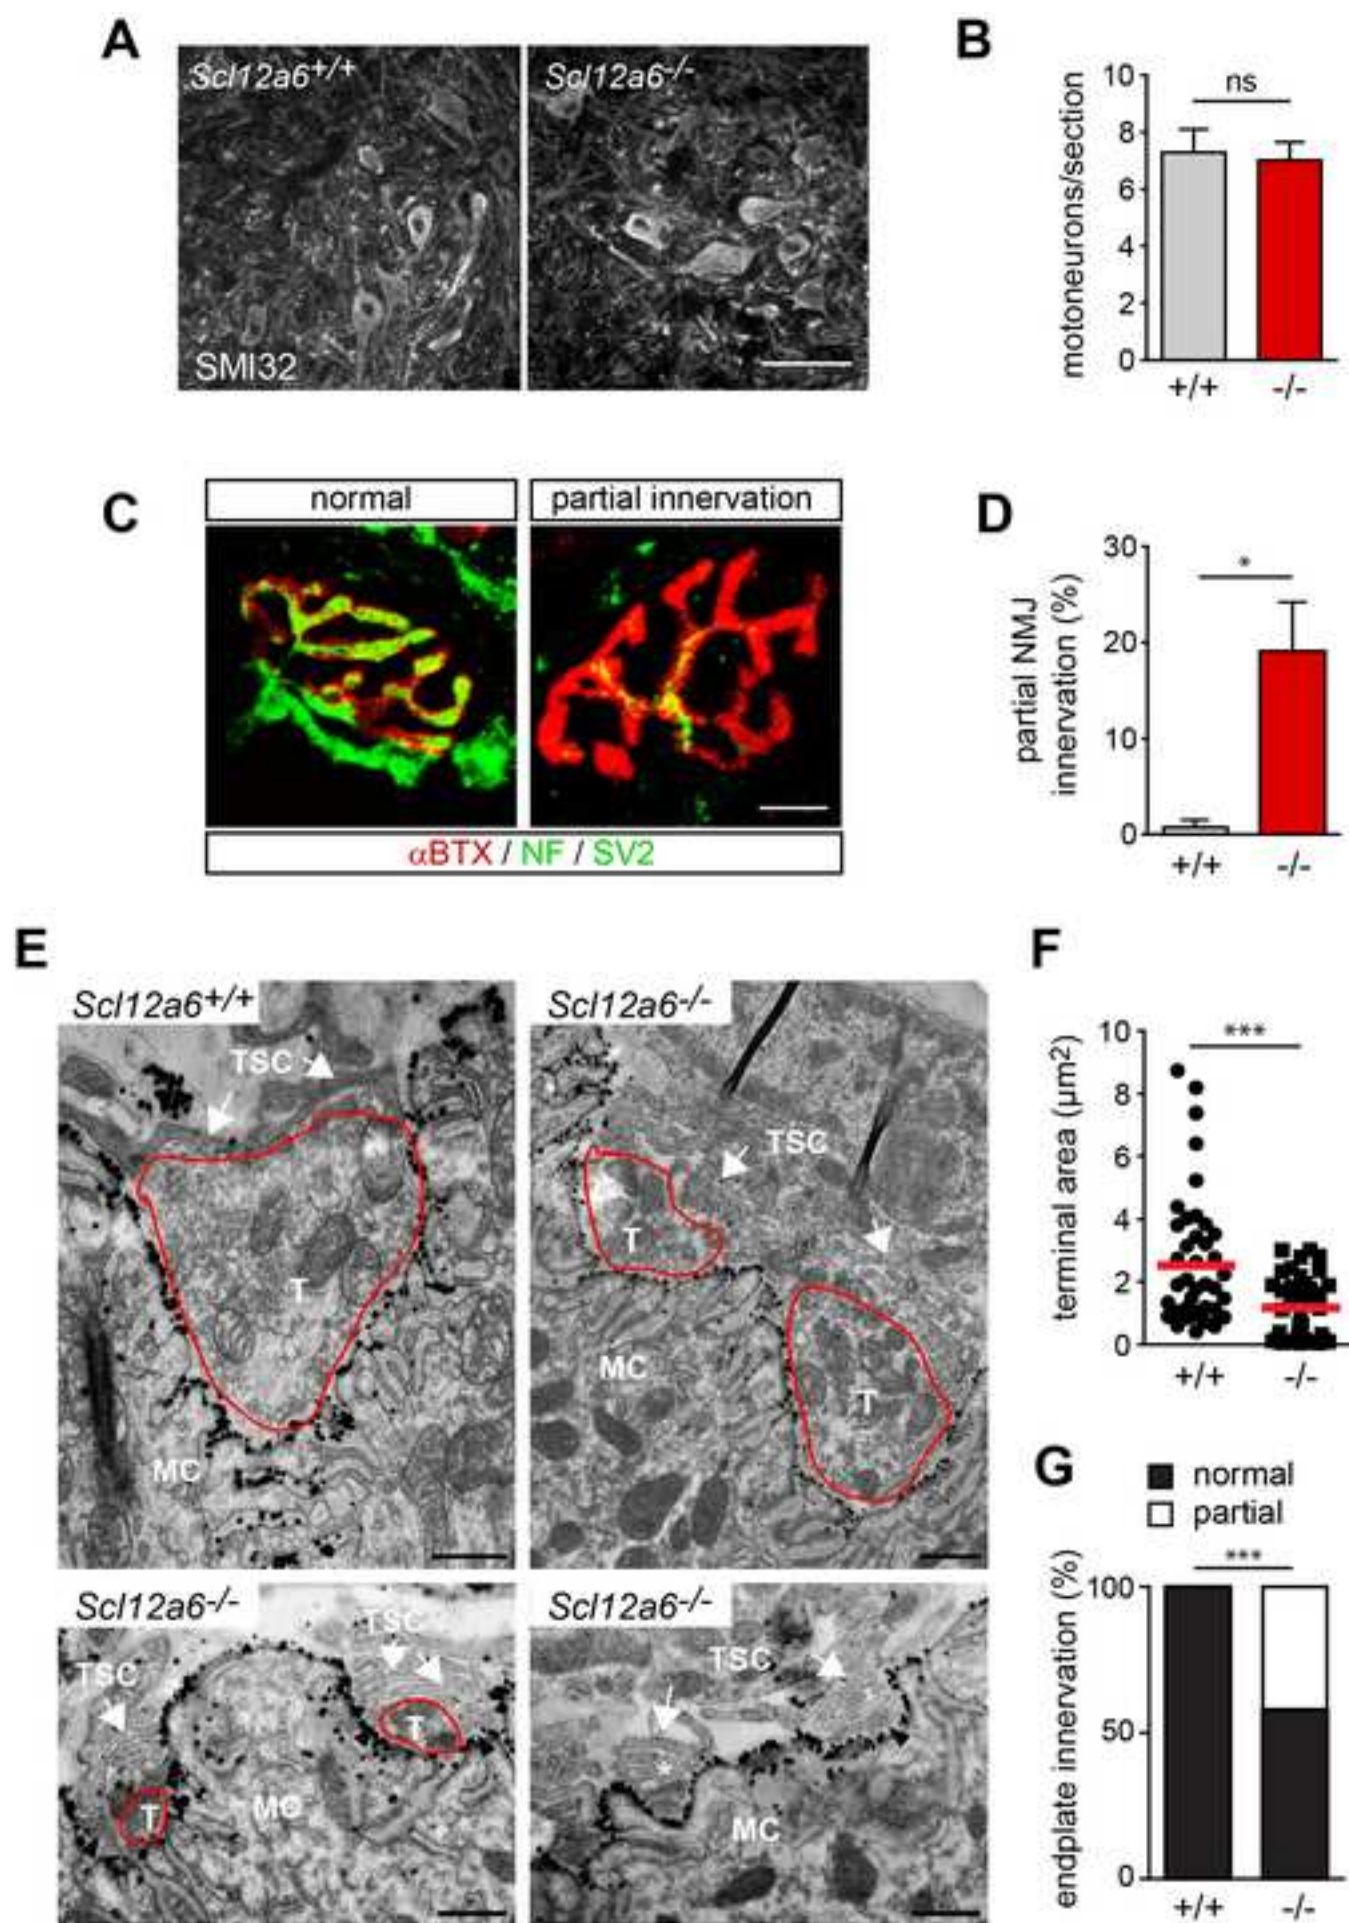 A
Scl12a6+/+
Scl12a6-/-
SMI32
B
motoneurons/section
10
8
6
4
2
0
ns
+/+
-/-
C
normal
partial innervation
αBTX / NF / SV2
D
partial NMJ
innervation (%)
30
20
10
0
*
+/+
-/-
E
Scl12a6+/+
TSC
T
MC
Scl12a6-/-
TSC
T
MC
T
Scl12a6-/-
TSC
TSC
T
T
MC
Scl12a6-/-
TSC
*
MC
F
terminal area (µm2)
10
8
6
4
2
0
***
+/+
-/-
G
normal
partial
endplate innervation (%)
***
100
50
0
+/+
-/-